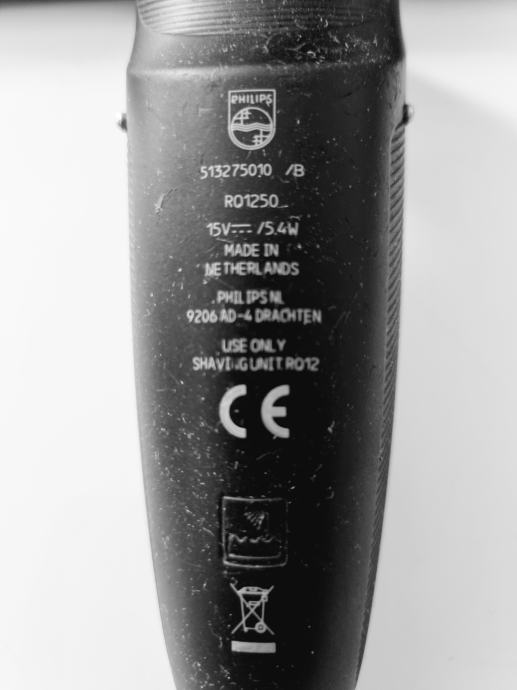 PHILIPS
513275010 /B
RQ1250
15V⎓ /5.4W
MADE IN
NETHERLANDS
PHILIPS NL
9206 AD-4 DRACHTEN
USE ONLY
SHAVING UNIT RQ12
CE